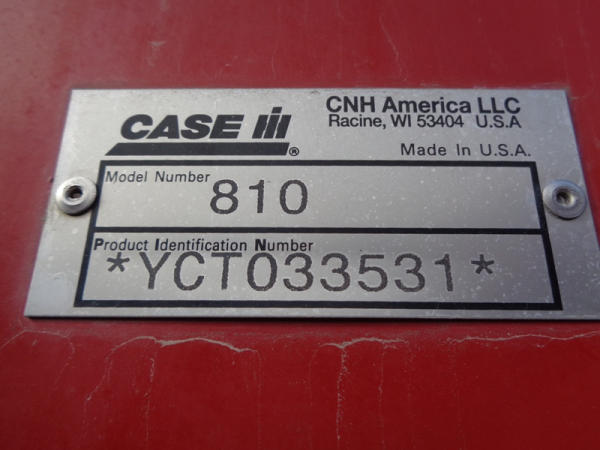 CASE IH®
CNH America LLC
Racine, WI 53404 U.S.A
Made In U.S.A.
Model Number 810
Product Identification Number
*YCT033531*